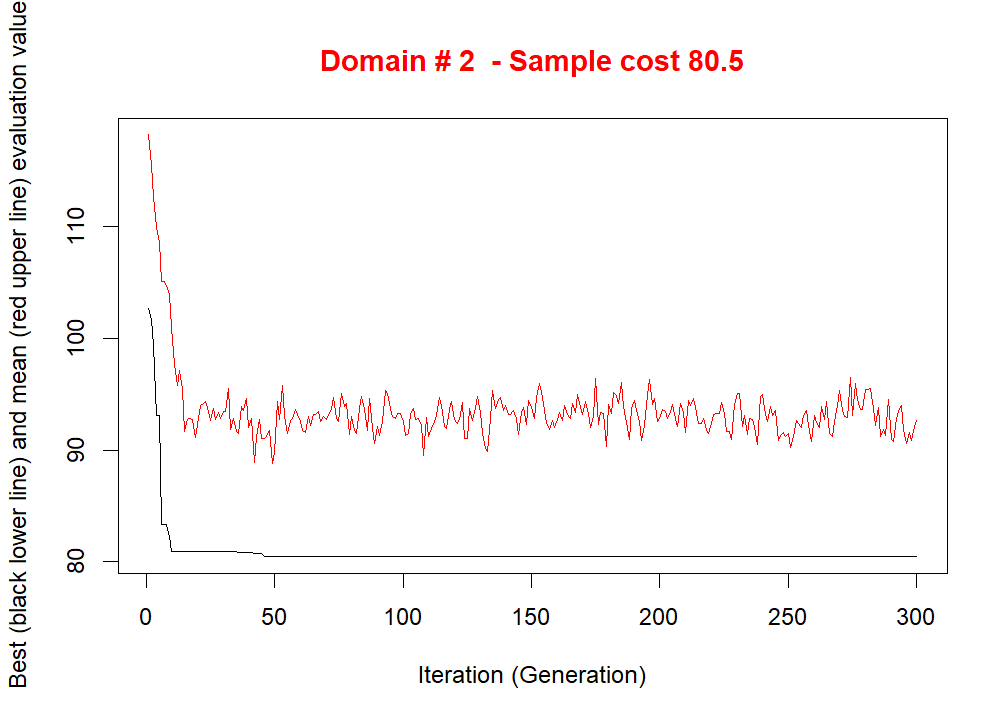 Domain # 2  - Sample cost 80.5
Best (black lower line) and mean (red upper line) evaluation value
110
100
90
80
0 50 100 150 200 250 300
Iteration (Generation)